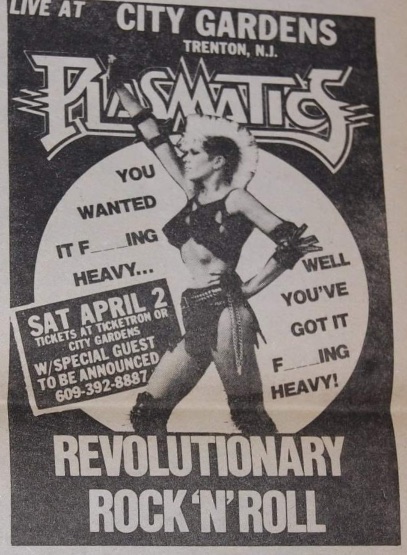 LIVE AT CITY GARDENS
TRENTON, N.J.
PLASMATICS
YOU
WANTED
IT F___ING
HEAVY...
WELL
YOU'VE
GOT IT
F___ING
HEAVY!
SAT APRIL 2
TICKETS AT TICKETRON OR
CITY GARDENS
W/SPECIAL GUEST
TO BE ANNOUNCED
609-392-8887
REVOLUTIONARY
ROCK 'N' ROLL